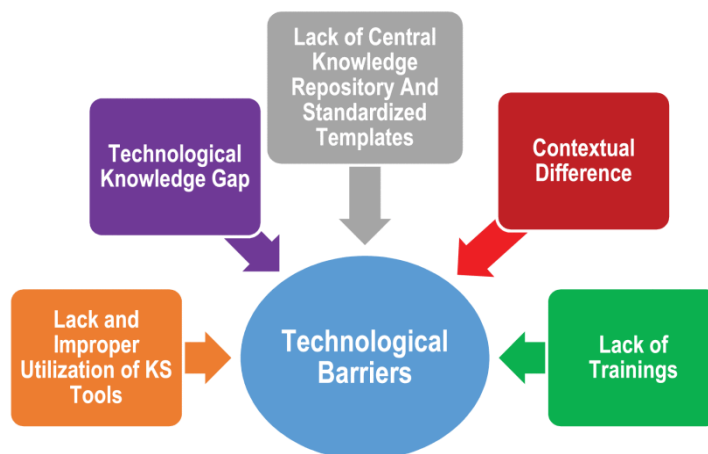 Lack of Central
Knowledge
Repository And
Standardized
Templates
Technological
Knowledge Gap
Contextual
Difference
Lack and
Improper
Utilization of KS
Tools
Technological
Barriers
Lack of
Trainings